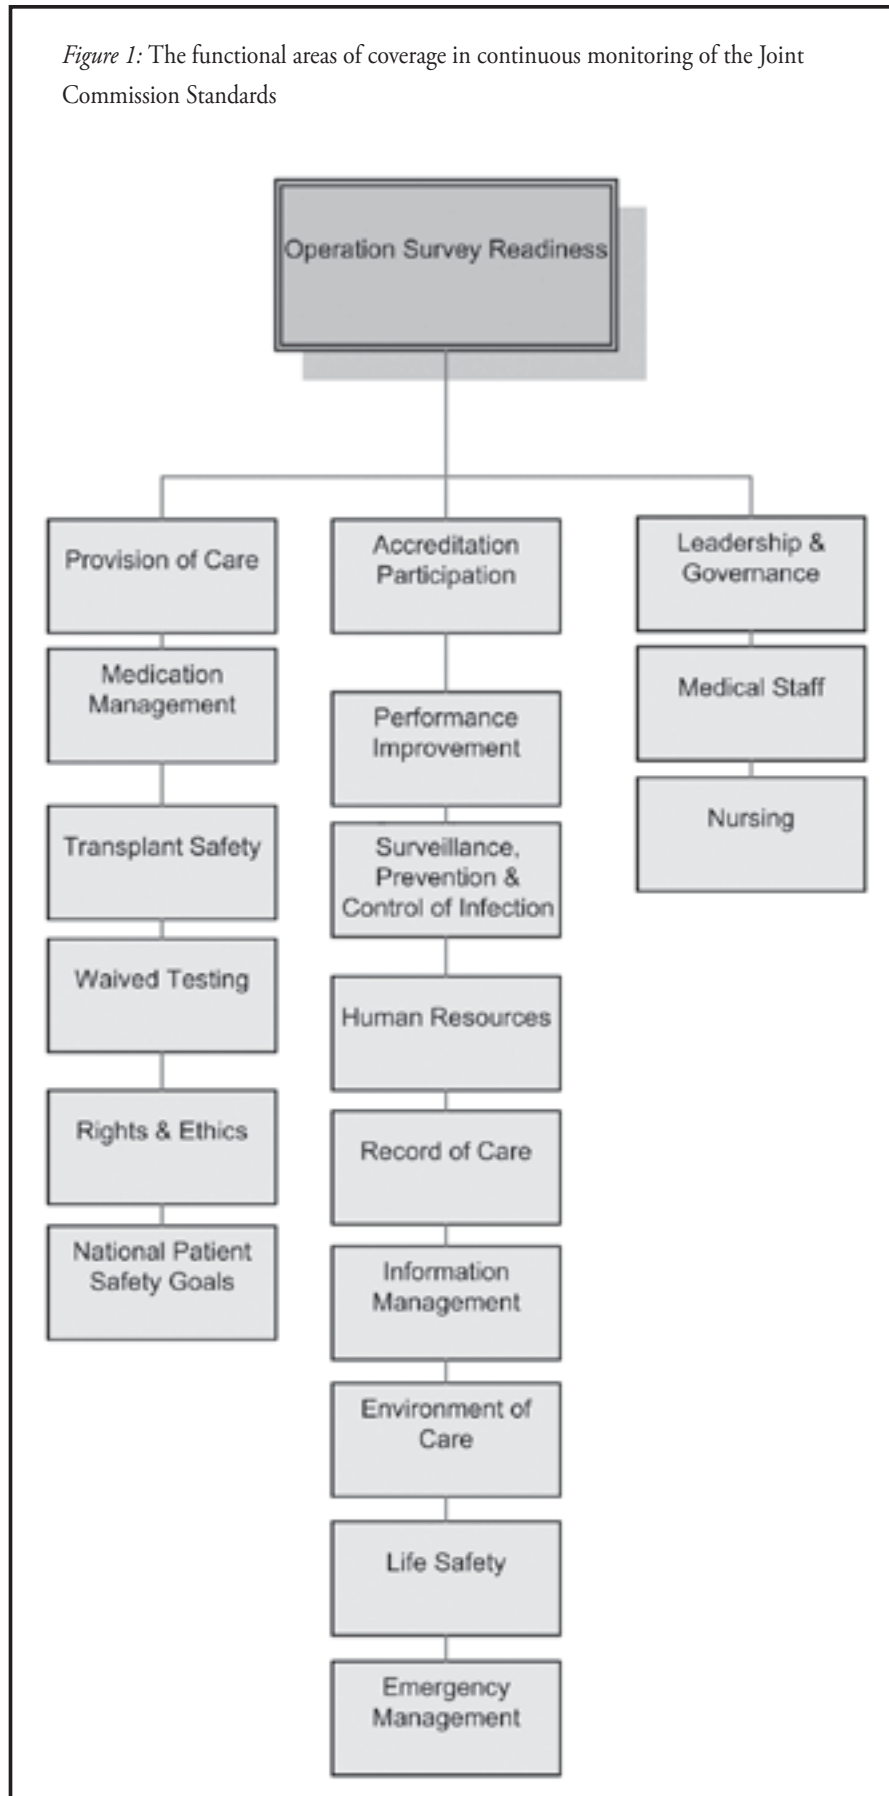 Figure 1: The functional areas of coverage in continuous monitoring of the Joint
Commission Standards
Operation Survey Readiness
Provision of Care
Medication
Management
Transplant Safety
Waived Testing
Rights & Ethics
National Patient
Safety Goals
Accreditation
Participation
Performance
Improvement
Surveillance,
Prevention &
Control of Infection
Human Resources
Record of Care
Information
Management
Environment of
Care
Life Safety
Emergency
Management
Leadership &
Governance
Medical Staff
Nursing